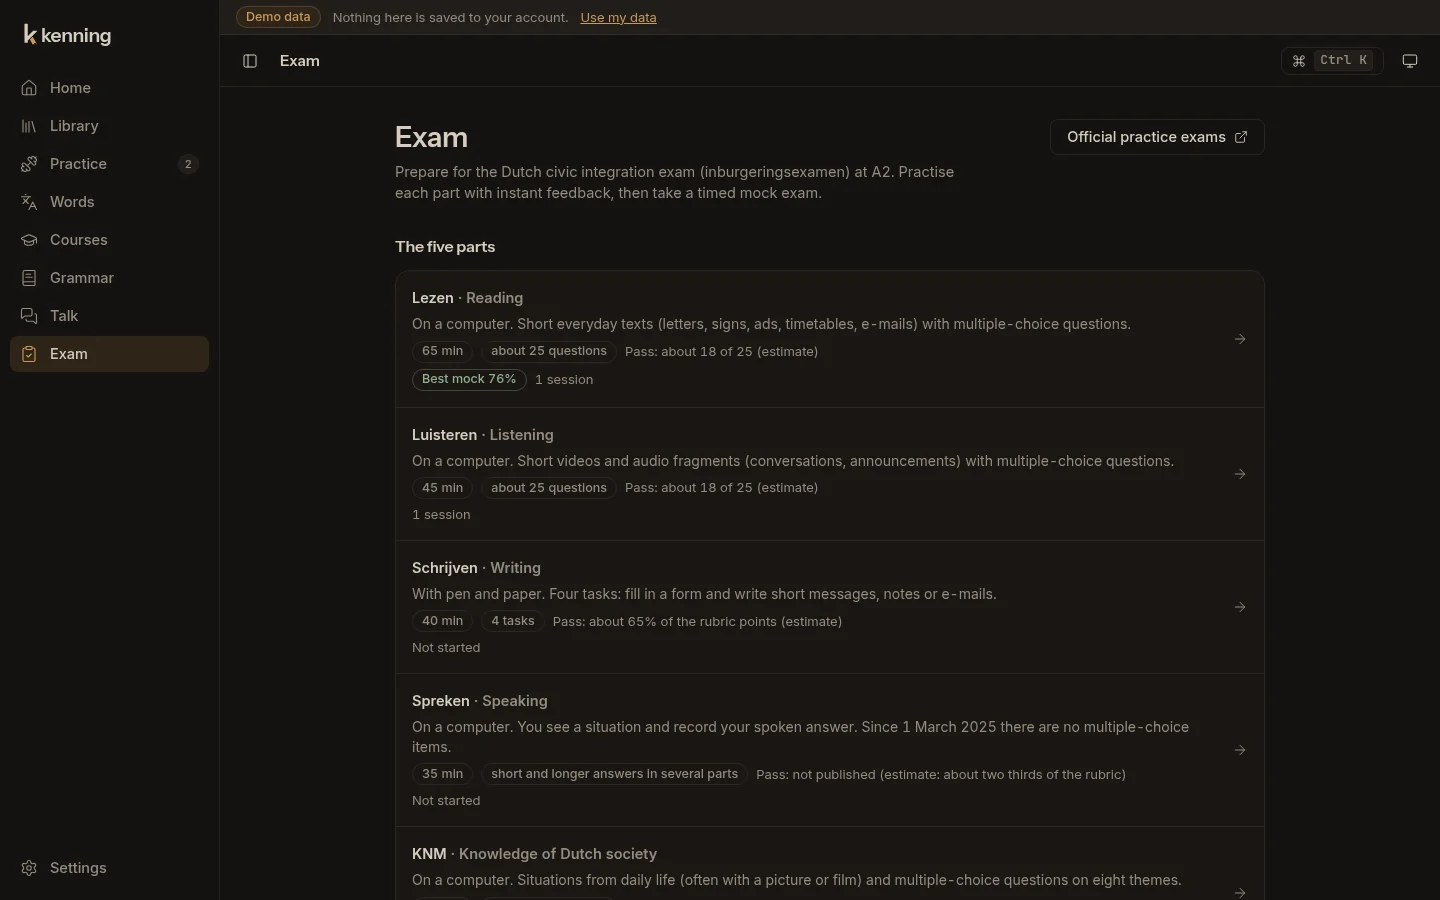 kenning
Home
Library
Practice 2
Words
Courses
Grammar
Talk
Exam
Settings
Demo data Nothing here is saved to your account. Use my data
Exam
⌘ Ctrl K
Exam
Official practice exams
Prepare for the Dutch civic integration exam (inburgeringsexamen) at A2. Practise
each part with instant feedback, then take a timed mock exam.
The five parts
Lezen · Reading
On a computer. Short everyday texts (letters, signs, ads, timetables, e-mails) with multiple-choice questions.
65 min about 25 questions Pass: about 18 of 25 (estimate)
Best mock 76% 1 session
Luisteren · Listening
On a computer. Short videos and audio fragments (conversations, announcements) with multiple-choice questions.
45 min about 25 questions Pass: about 18 of 25 (estimate)
1 session
Schrijven · Writing
With pen and paper. Four tasks: fill in a form and write short messages, notes or e-mails.
40 min 4 tasks Pass: about 65% of the rubric points (estimate)
Not started
Spreken · Speaking
On a computer. You see a situation and record your spoken answer. Since 1 March 2025 there are no multiple-choice
items.
35 min short and longer answers in several parts Pass: not published (estimate: about two thirds of the rubric)
Not started
KNM · Knowledge of Dutch society
On a computer. Situations from daily life (often with a picture or film) and multiple-choice questions on eight themes.